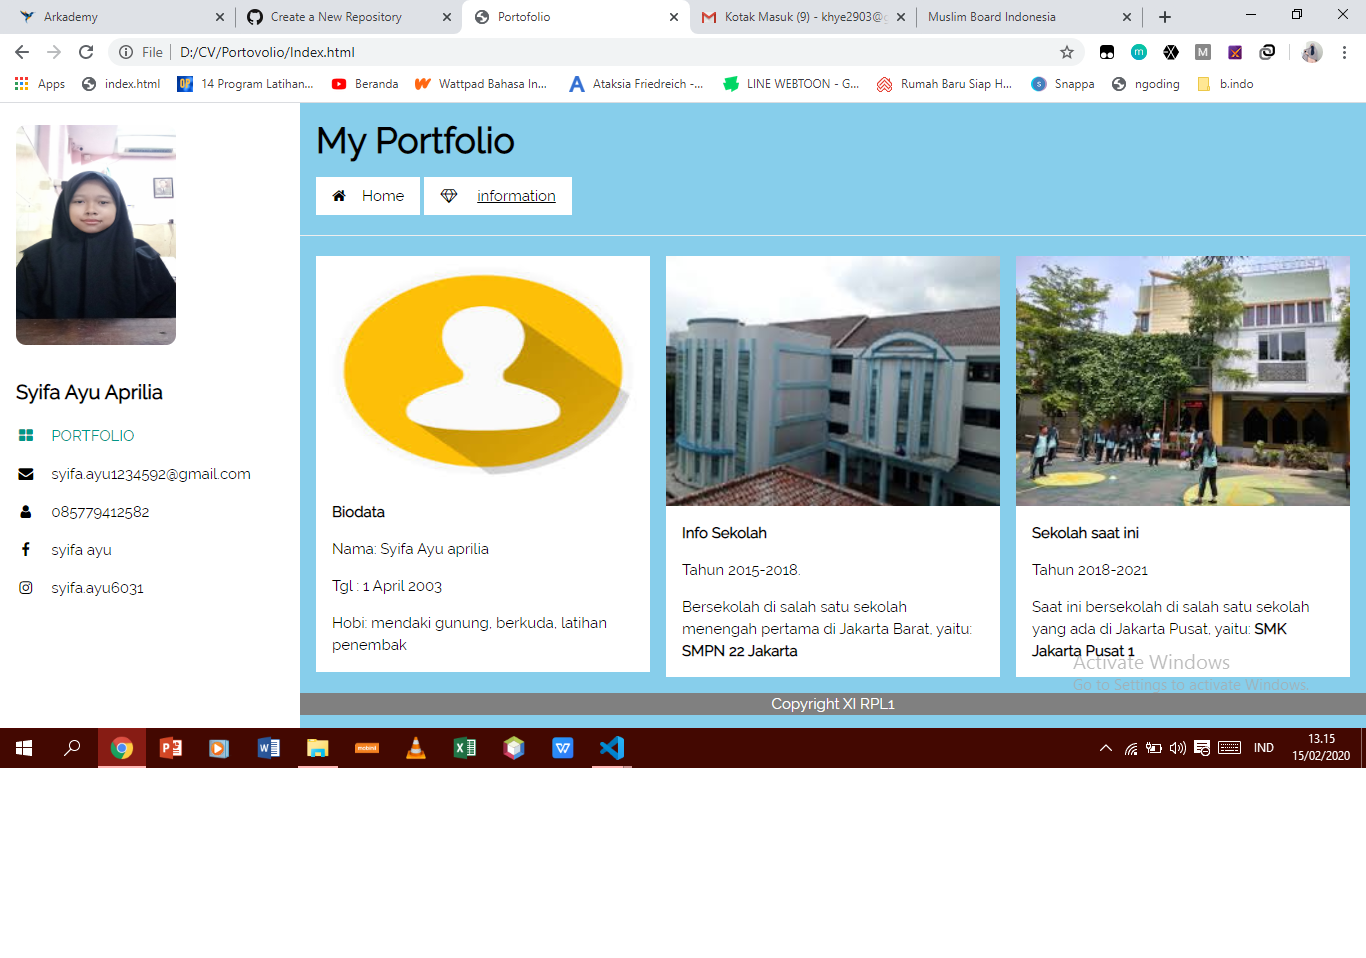 Arkademy
Create a New Repository
Portofolio
Kotak Masuk (9) - khye2903@g
Muslim Board Indonesia
File
D:/CV/Portovolio/Index.html
Apps
index.html
14 Program Latihan...
Beranda
Wattpad Bahasa In...
Ataksia Friedreich -...
LINE WEBTOON - G...
Rumah Baru Siap H...
Snappa
ngoding
b.indo
My Portfolio
Home
information
Syifa Ayu Aprilia
PORTFOLIO
syifa.ayu1234592@gmail.com
085779412582
syifa ayu
syifa.ayu6031
Biodata
Nama: Syifa Ayu aprilia
Tgl : 1 April 2003
Hobi: mendaki gunung, berkuda, latihan
penembak
Info Sekolah
Tahun 2015-2018.
Bersekolah di salah satu sekolah
menengah pertama di Jakarta Barat, yaitu:
SMPN 22 Jakarta
Sekolah saat ini
Tahun 2018-2021
Saat ini bersekolah di salah satu sekolah
yang ada di Jakarta Pusat, yaitu: SMK
Jakarta Pusat 1
Activate Windows
Go to Settings to activate Windows.
Copyright XI RPL1
IND
13.15
15/02/2020